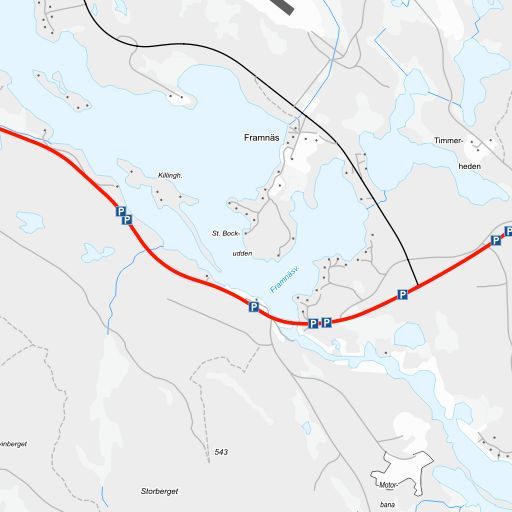 Framnäs
Timmer-
heden
Killingh.
St. Bock-
udden
Framnäsv.
P
P
P
P
P
P
P
P
543
Storberget
Motor-
bana